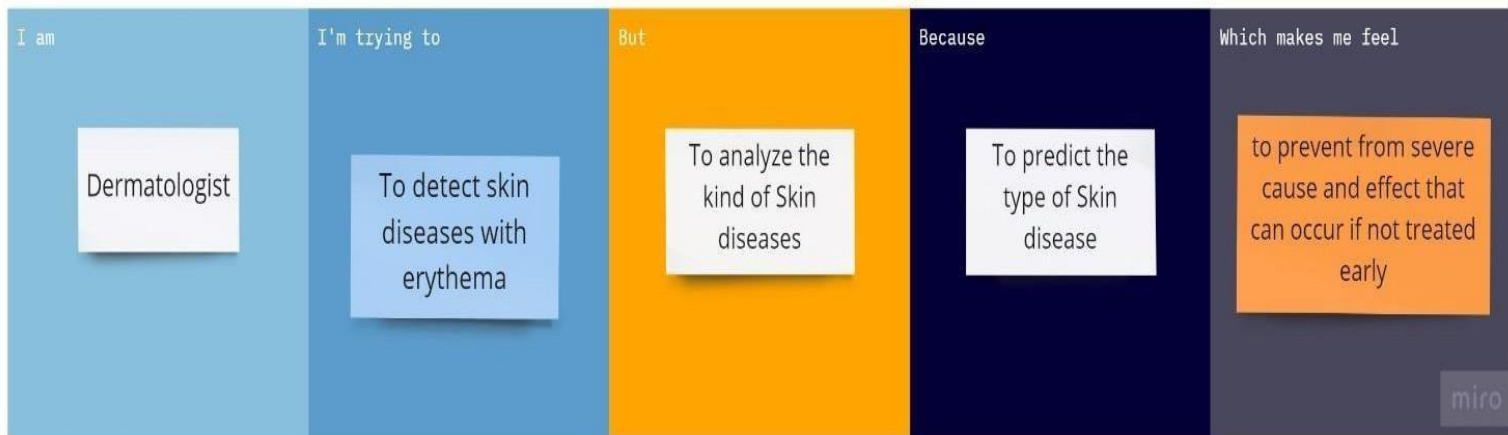 I am
Dermatologist
I'm trying to
To detect skin
diseases with
erythema
But
To analyze the
kind of Skin
diseases
Because
To predict the
type of Skin
disease
Which makes me feel
to prevent from severe
cause and effect that
can occur if not treated
early
miro